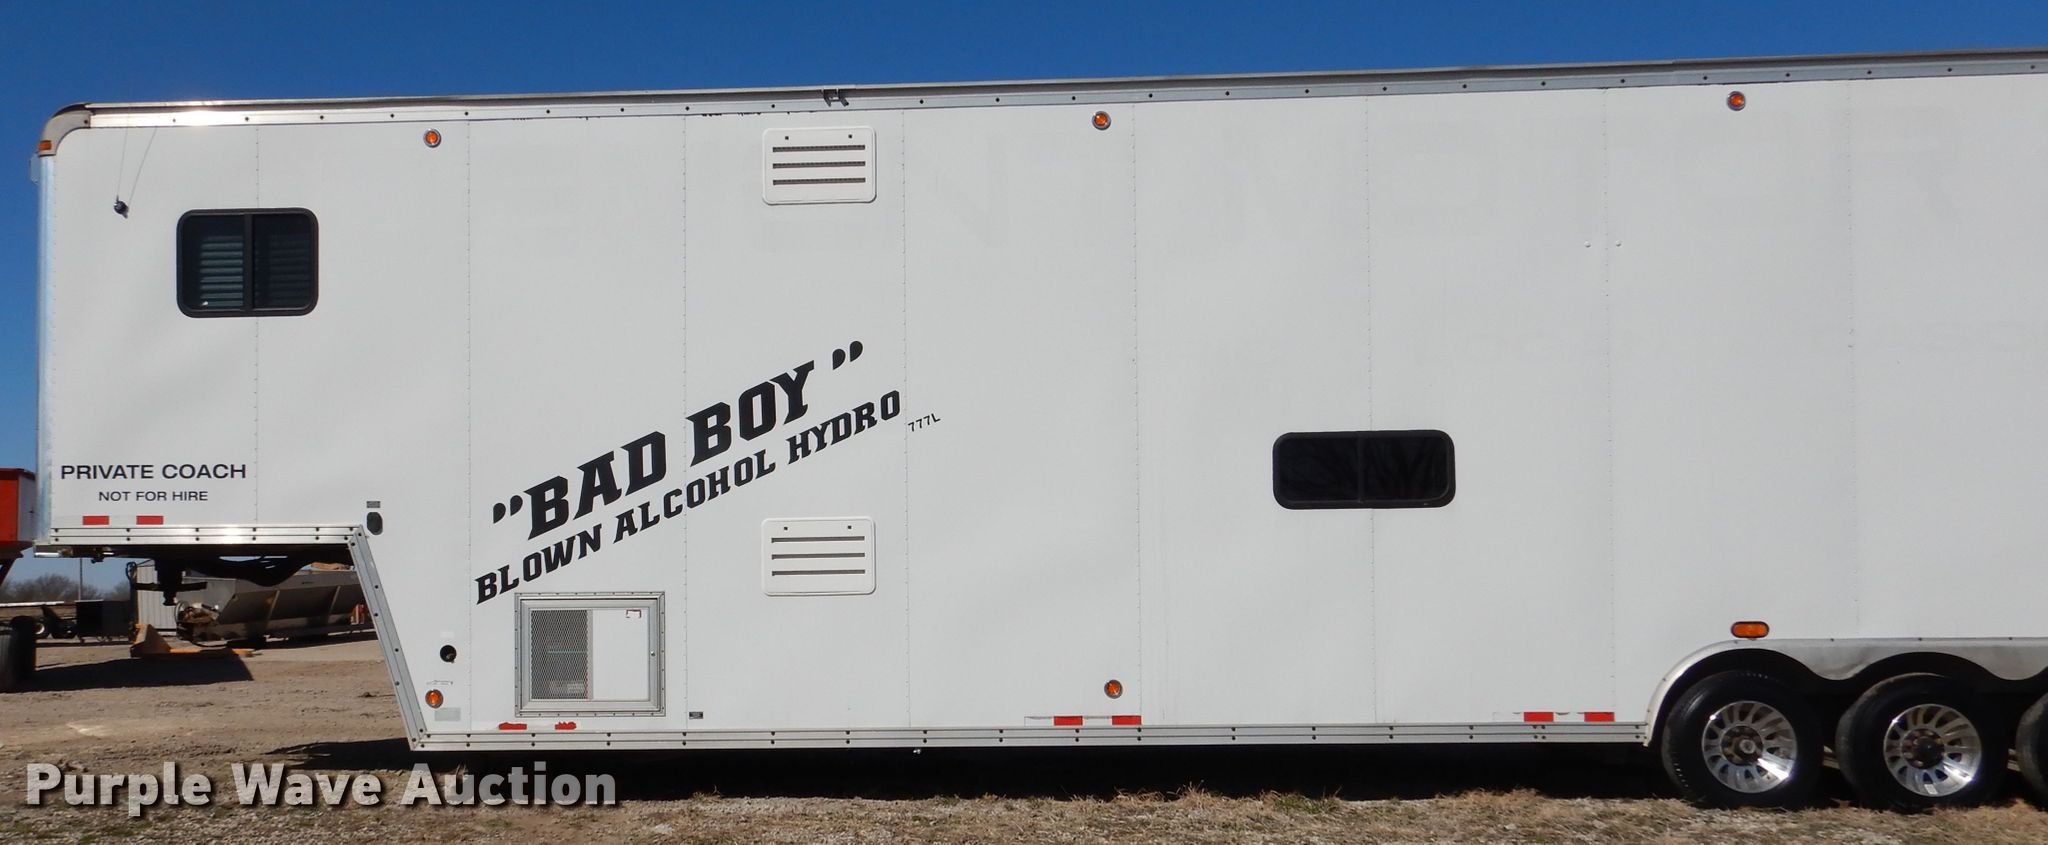 "BAD BOY"
BLOWN ALCOHOL HYDRO 777L
PRIVATE COACH
NOT FOR HIRE
Purple Wave Auction